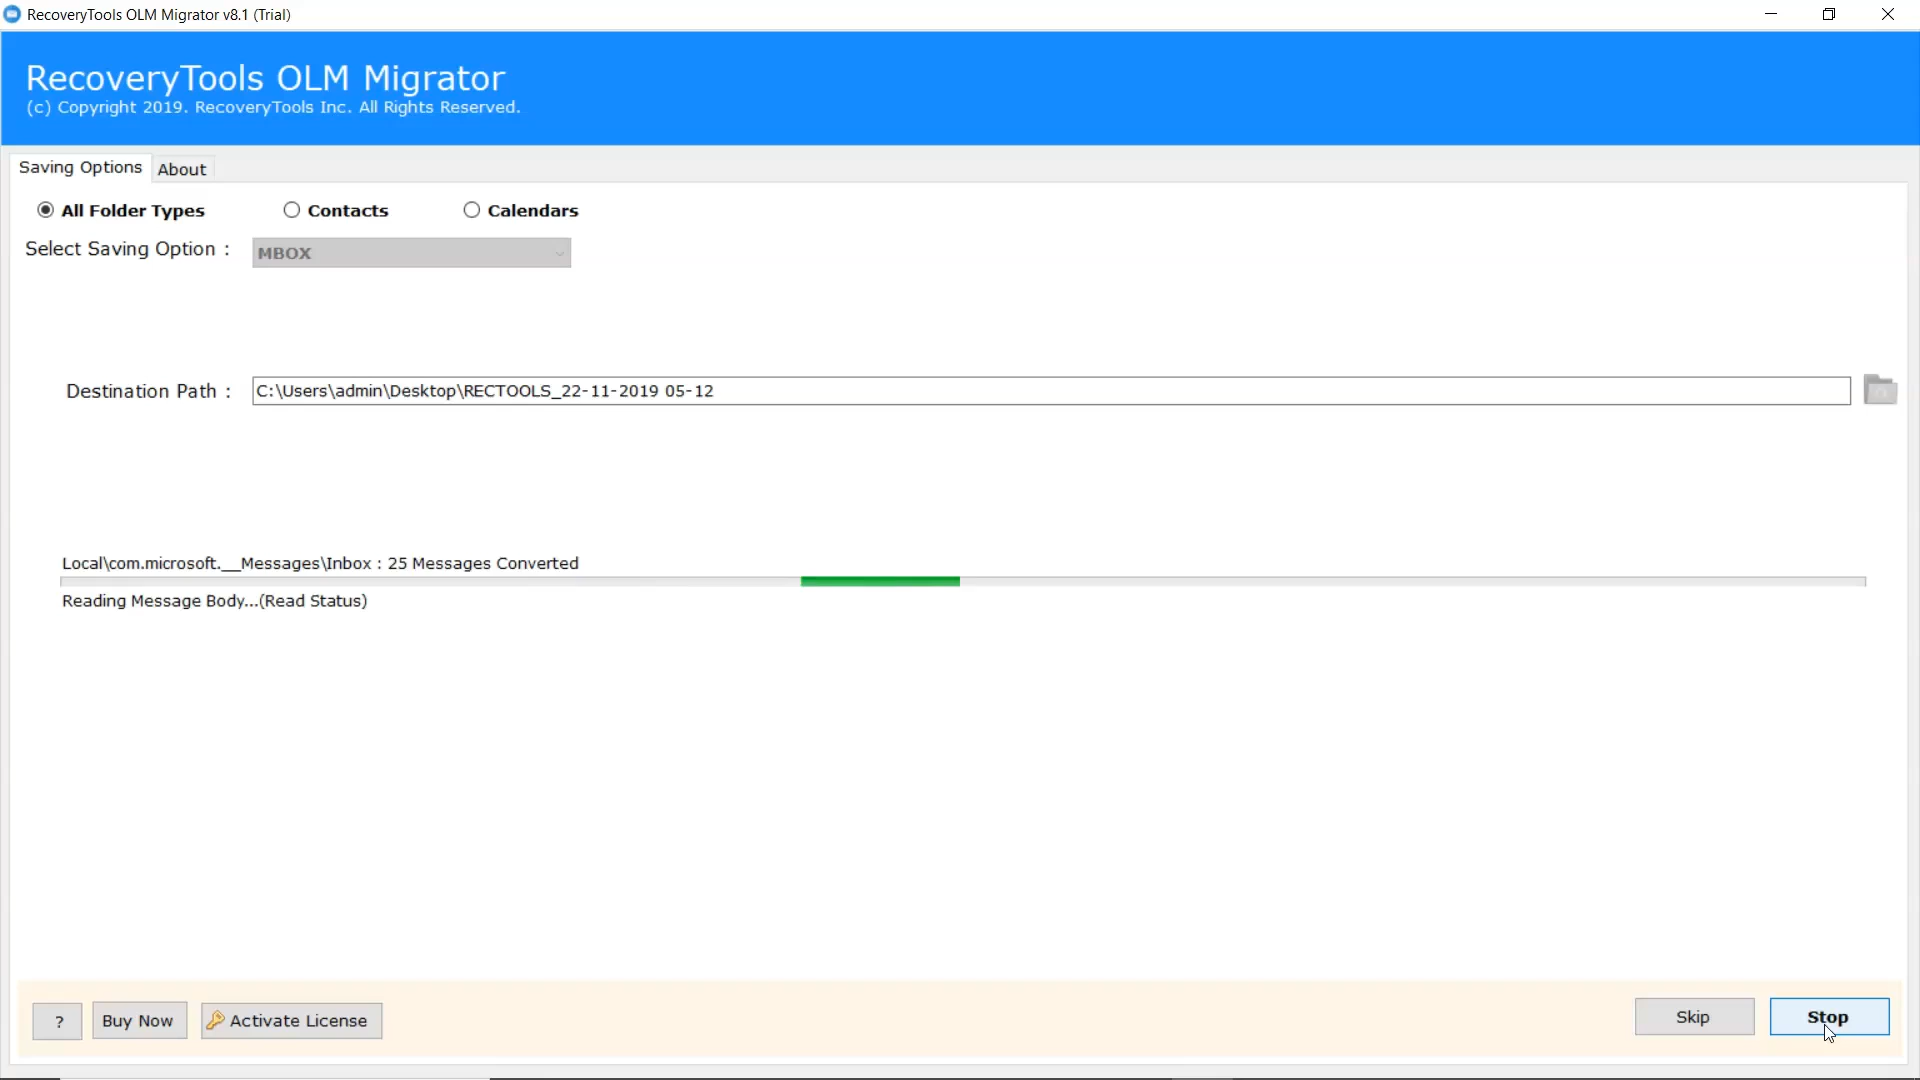 RecoveryTools OLM Migrator v8.1 (Trial)
RecoveryTools OLM Migrator
(c) Copyright 2019. RecoveryTools Inc. All Rights Reserved.
Saving Options About
All Folder Types Contacts Calendars
Select Saving Option : MBOX
Destination Path : C:\Users\admin\Desktop\RECTOOLS_22-11-2019 05-12
Local\com.microsoft.__Messages\Inbox : 25 Messages Converted
Reading Message Body...(Read Status)
? Buy Now Activate License Skip Stop